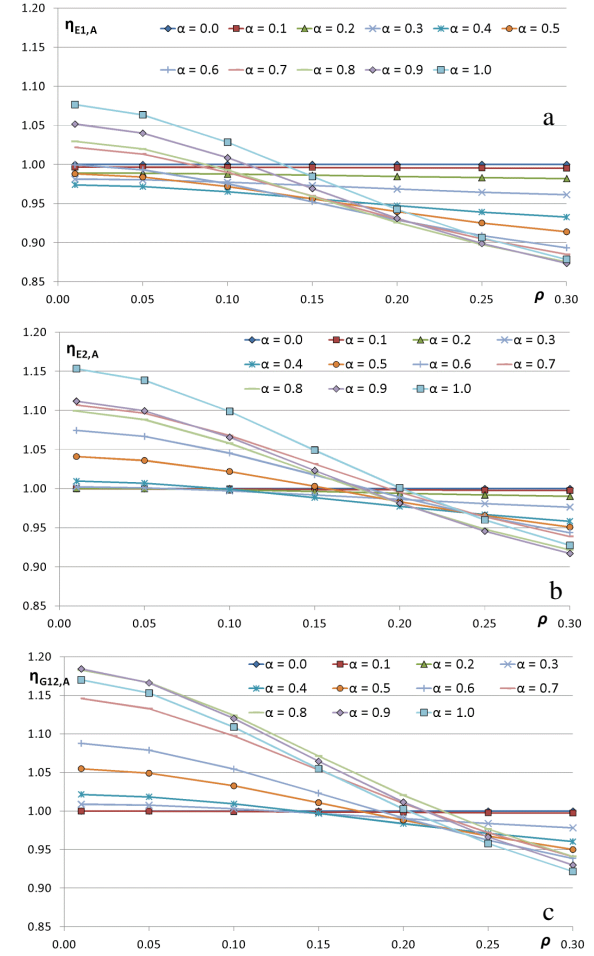 1.20
η E1,A
α = 0.0 α = 0.1 α = 0.2 α = 0.3 α = 0.4 α = 0.5
1.15
α = 0.6 α = 0.7 α = 0.8 α = 0.9 α = 1.0
1.10
a
1.05
1.00
0.95
0.90
0.85
ρ
0.00 0.05 0.10 0.15 0.20 0.25 0.30
1.20
η E2,A
α = 0.0 α = 0.1 α = 0.2 α = 0.3
1.15
α = 0.4 α = 0.5 α = 0.6 α = 0.7
α = 0.8 α = 0.9 α = 1.0
1.10
1.05
1.00
0.95
0.90
b
0.85
0.00 0.05 0.10 0.15 0.20 0.25 ρ 0.30
1.20
η G12,A
α = 0.0 α = 0.1 α = 0.2 α = 0.3
1.15
α = 0.4 α = 0.5 α = 0.6 α = 0.7
α = 0.8 α = 0.9 α = 1.0
1.10
1.05
1.00
0.95
0.90
c
0.85
0.00 0.05 0.10 0.15 0.20 0.25 ρ 0.30